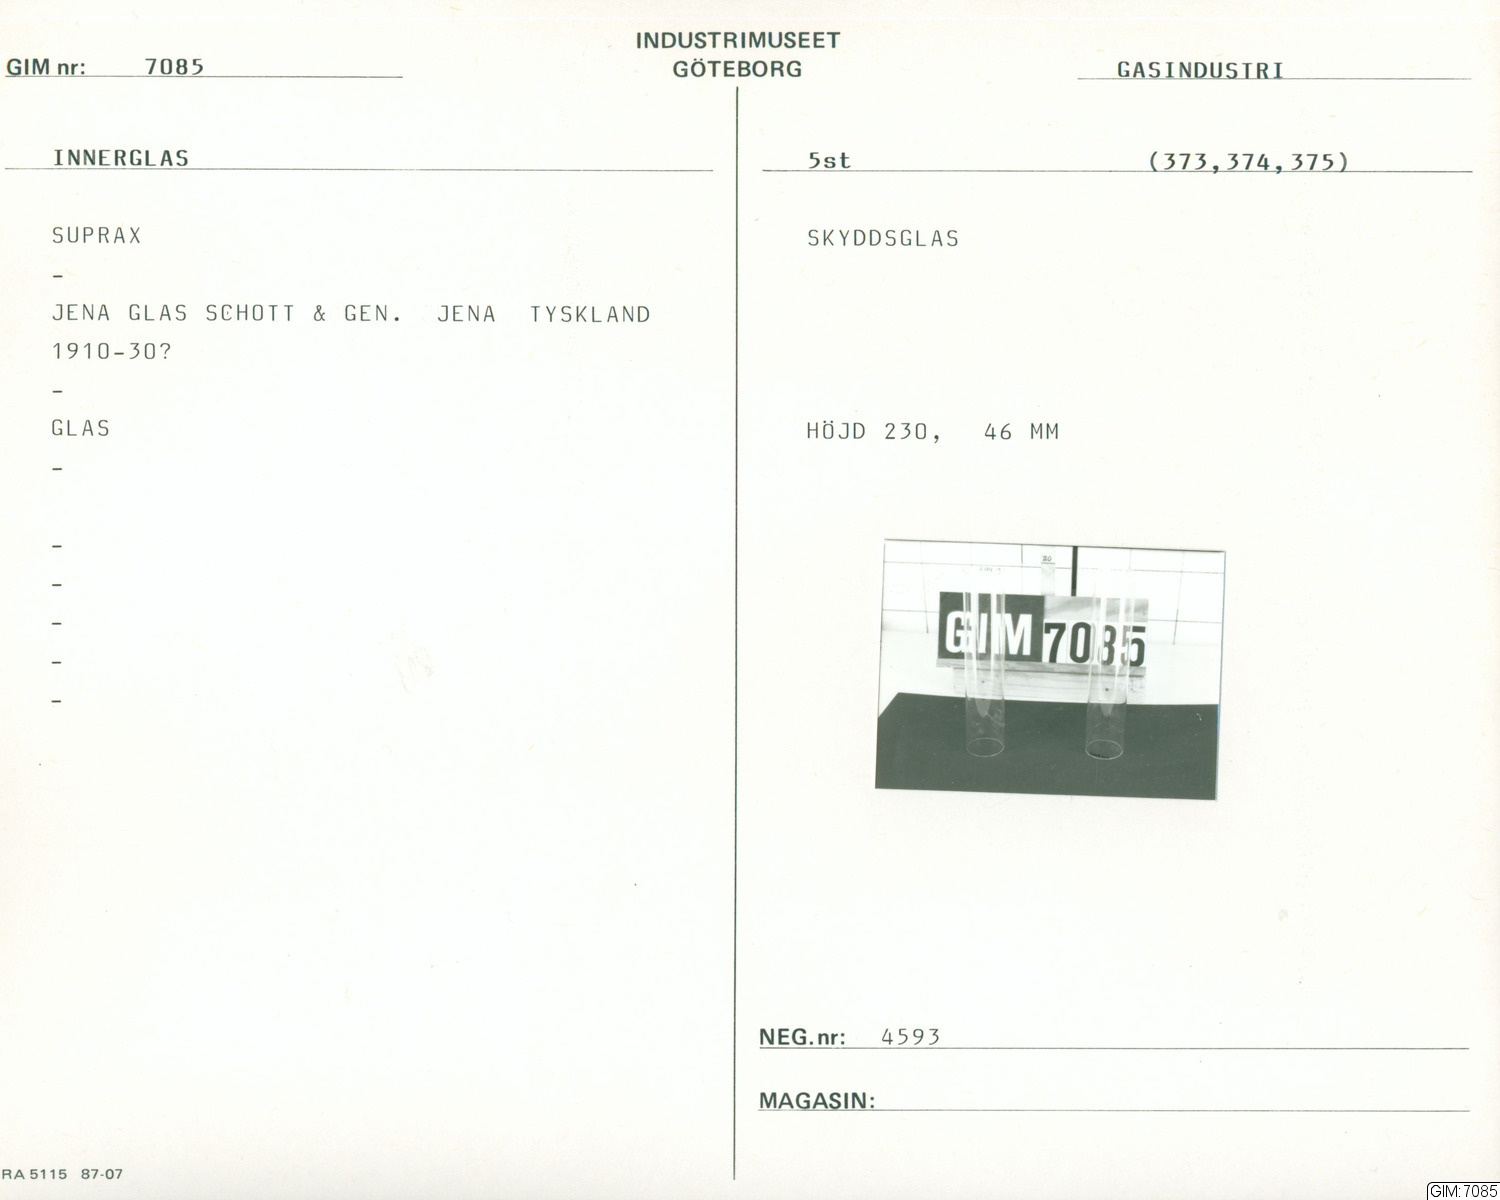 INDUSTRIMUSEET
GÖTEBORG
GIM nr: 7085
GASINDUSTRI
INNERGLAS
5st (373,374,375)
SUPRAX
-
JENA GLAS SCHOTT & GEN. JENA TYSKLAND
1910-30?
-
GLAS
-
-
-
-
-
-
SKYDDSGLAS
HÖJD 230, 46 MM
20
GIM 7085
NEG.nr: 4593
MAGASIN:
RA 5115 87-07
GIM:7085